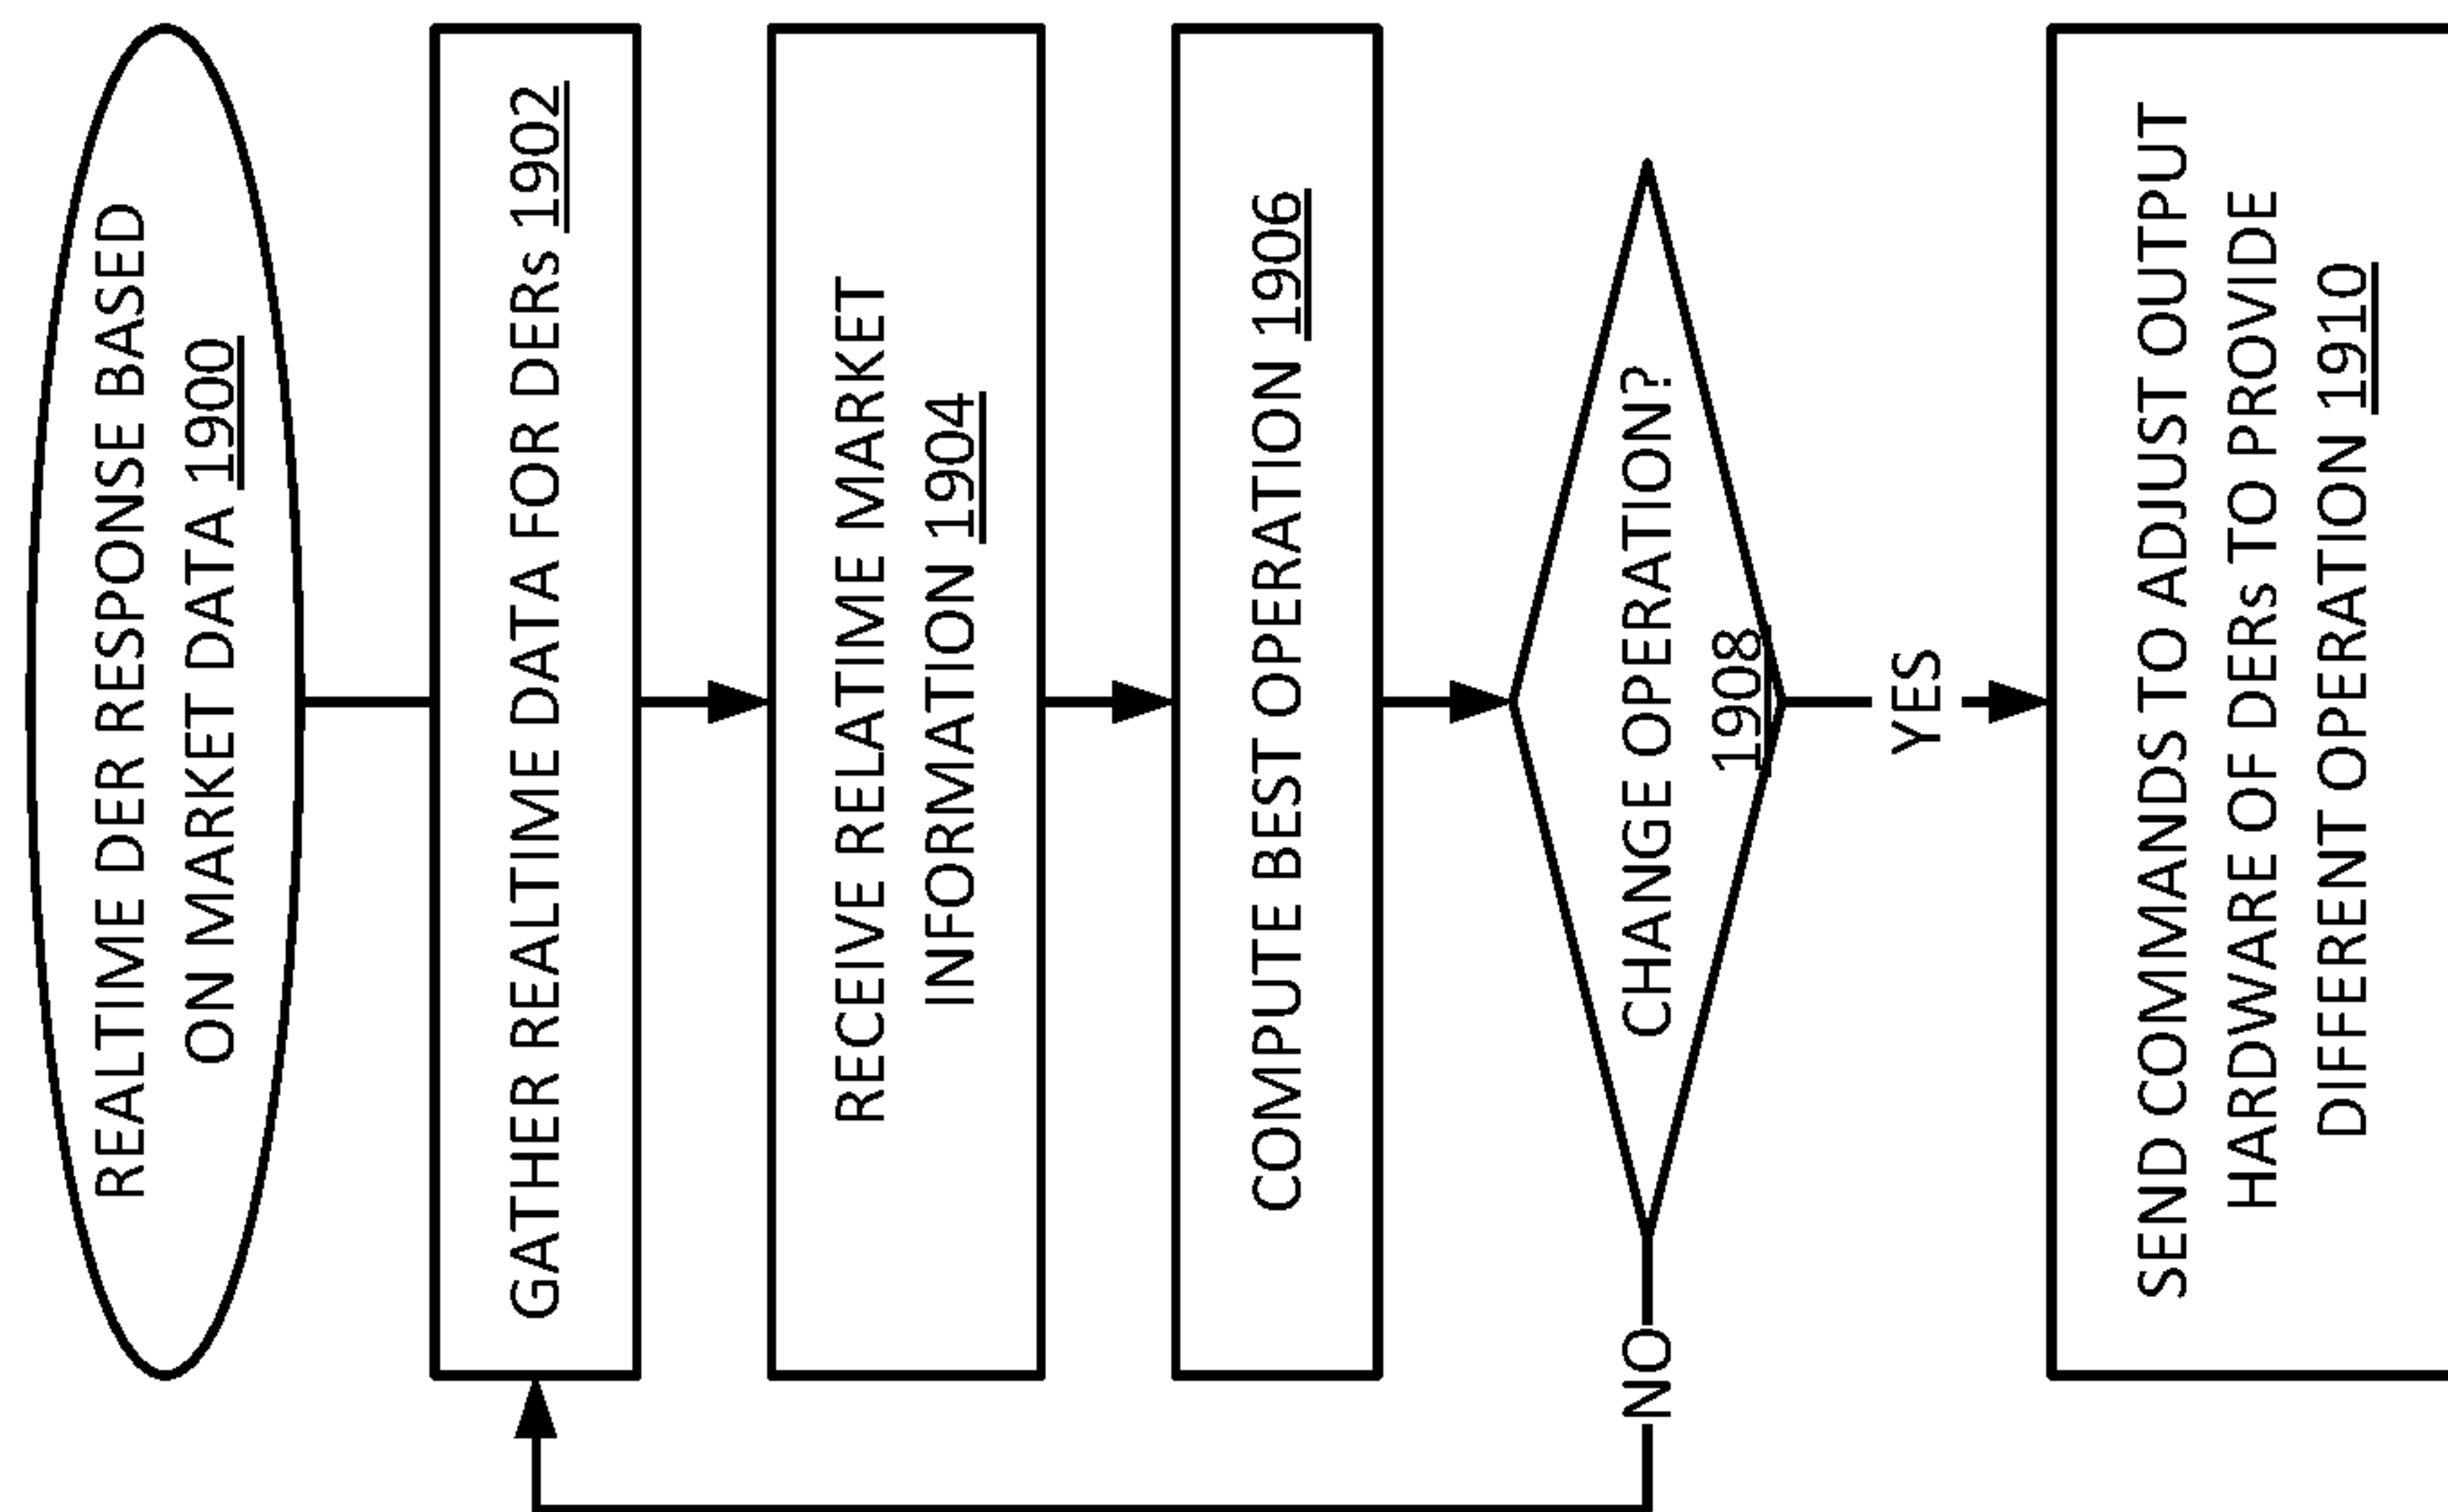 REALTIME DER RESPONSE BASED
ON MARKET DATA 1900
GATHER REALTIME DATA FOR DERs 1902
RECEIVE RELATIME MARKET
INFORMATION 1904
COMPUTE BEST OPERATION 1906
CHANGE OPERATION?
1908
NO
YES
SEND COMMANDS TO ADJUST OUTPUT
HARDWARE OF DERs TO PROVIDE
DIFFERENT OPERATION 1910